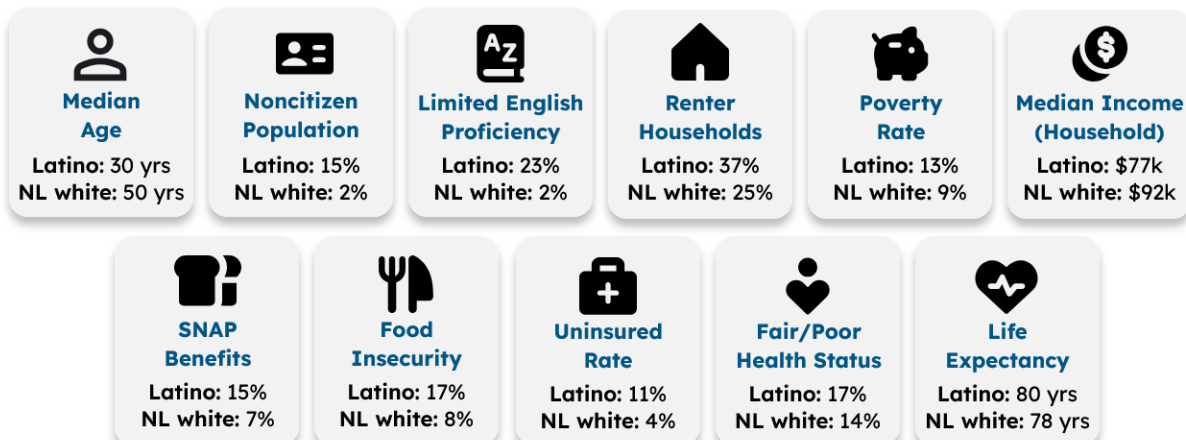 A Z
$
Median
Age
Latino: 30 yrs
NL white: 50 yrs
Noncitizen
Population
Latino: 15%
NL white: 2%
Limited English
Proficiency
Latino: 23%
NL white: 2%
Renter
Households
Latino: 37%
NL white: 25%
Poverty
Rate
Latino: 13%
NL white: 9%
Median Income
(Household)
Latino: $77k
NL white: $92k
SNAP
Benefits
Latino: 15%
NL white: 7%
Food
Insecurity
Latino: 17%
NL white: 8%
Uninsured
Rate
Latino: 11%
NL white: 4%
Fair/Poor
Health Status
Latino: 17%
NL white: 14%
Life
Expectancy
Latino: 80 yrs
NL white: 78 yrs